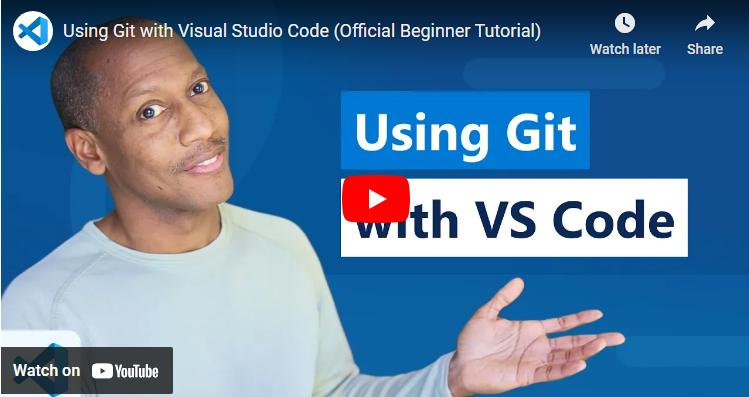 Using Git with Visual Studio Code (Official Beginner Tutorial)
Watch later
Share
Using Git
with VS Code
Watch on YouTube